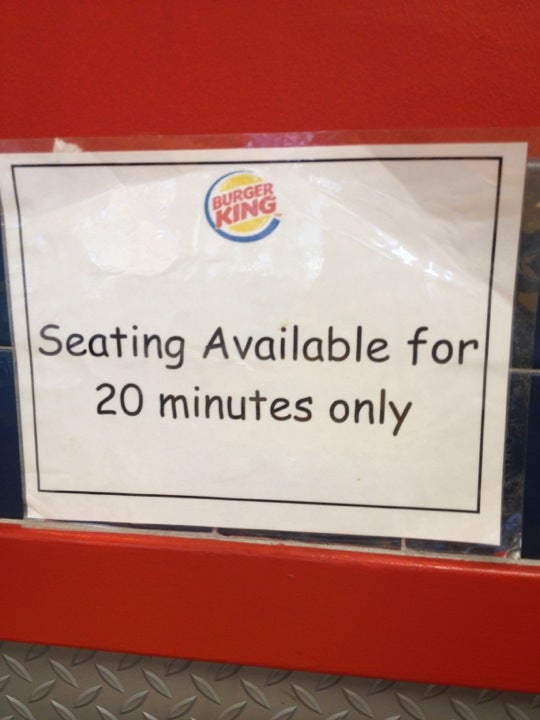 BURGER
KING
Seating Available for
20 minutes only